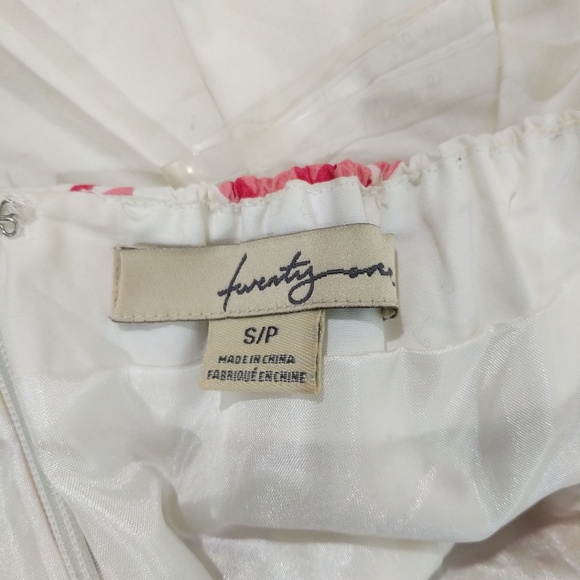 twenty one
S/P
MADE IN CHINA
FABRIQUÉ EN CHINE